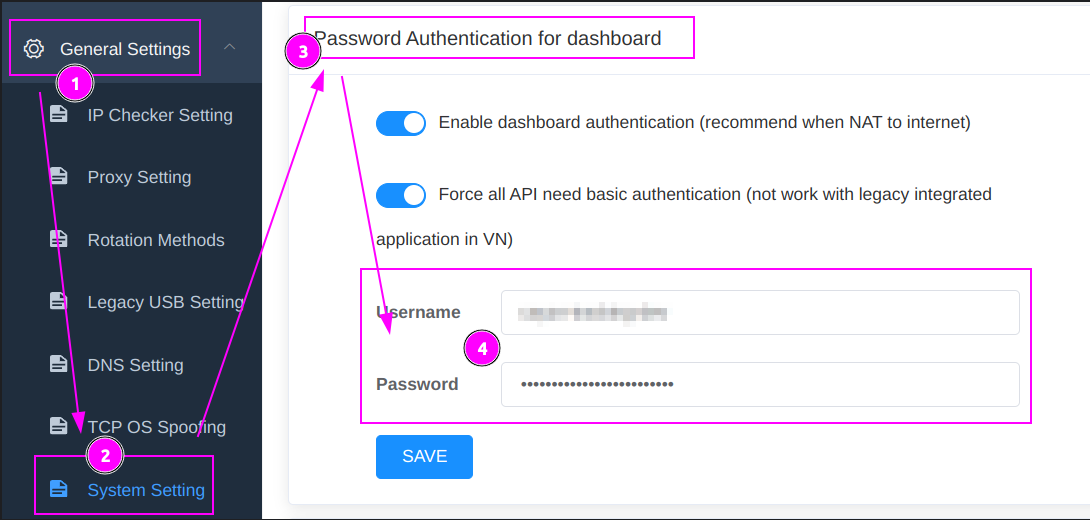 General Settings
1
IP Checker Setting
Proxy Setting
Rotation Methods
Legacy USB Setting
DNS Setting
TCP OS Spoofing
2
System Setting
3
Password Authentication for dashboard
Enable dashboard authentication (recommend when NAT to internet)
Force all API need basic authentication (not work with legacy integrated
application in VN)
Username
4
Password
SAVE